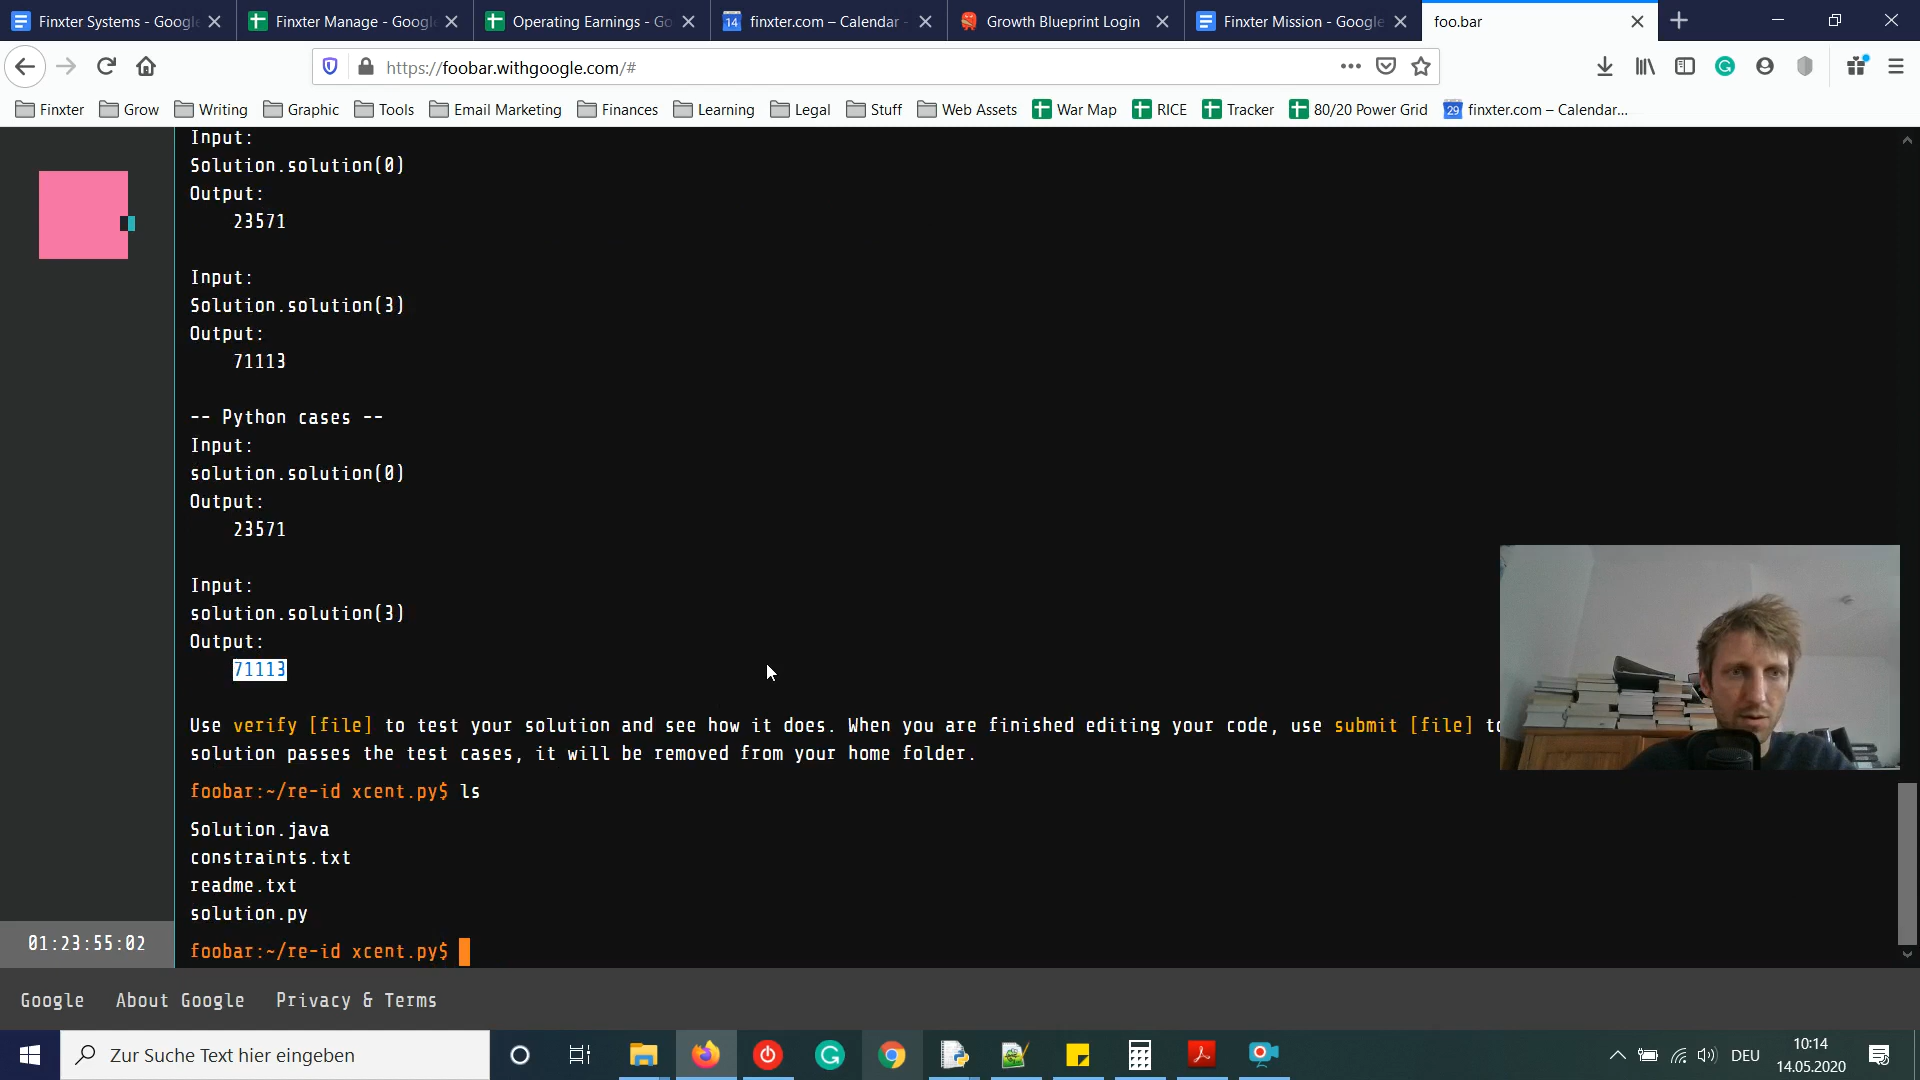 Finxter Systems - Google
Finxter Manage - Googl
Operating Earnings - Go
14 finxter.com – Calendar -
Growth Blueprint Login
Finxter Mission - Google
foo.bar
https://foobar.withgoogle.com/#
Finxter
Grow
Writing
Graphic
Tools
Email Marketing
Finances
Learning
Legal
Stuff
Web Assets
War Map
RICE
Tracker
80/20 Power Grid
29 finxter.com – Calendar...
Input:
Solution.solution(0)
Output:
23571
Input:
Solution.solution(3)
Output:
71113
-- Python cases --
Input:
solution.solution(0)
Output:
23571
Input:
solution.solution(3)
Output:
71113
Use verify [file] to test your solution and see how it does. When you are finished editing your code, use submit [file] to
solution passes the test cases, it will be removed from your home folder.
foobar:~/re-id xcent.py$ ls
Solution.java
constraints.txt
readme.txt
solution.py
01:23:55:02
foobar:~/re-id xcent.py$
Google
About Google
Privacy & Terms
Zur Suche Text hier eingeben
DEU
10:14
14.05.2020